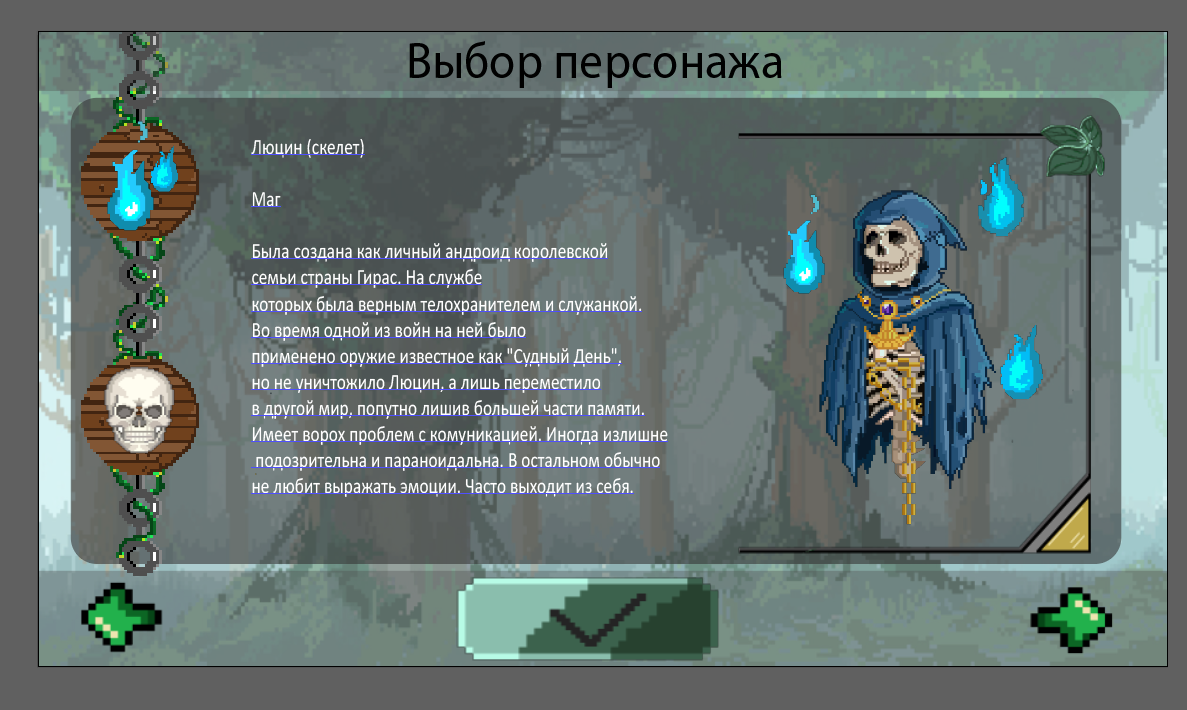 Выбор персонажа
Люцин (скелет)
Маг
Была создана как личный андроид королевской
семьи страны Гирас. На службе
которых была верным телохранителем и служанкой.
Во время одной из войн на ней было
применено оружие известное как "Судный День",
но не уничтожило Люцин, а лишь переместило
в другой мир, попутно лишив большей части памяти.
Имеет ворох проблем с комуникацией. Иногда излишне
подозрительна и параноидальна. В остальном обычно
не любит выражать эмоции. Часто выходит из себя.